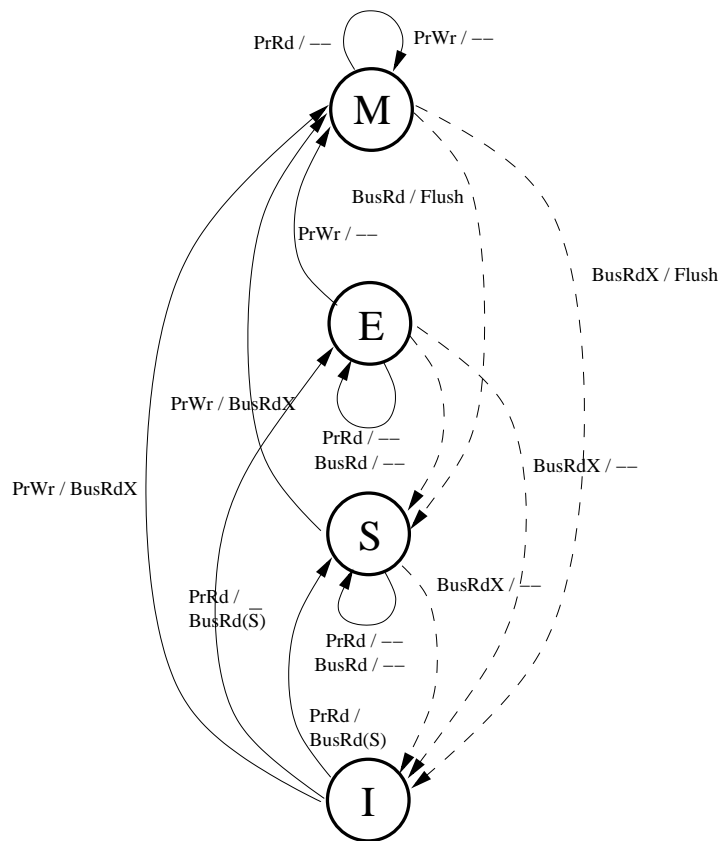 PrRd / ––
PrWr / ––
M
BusRd / Flush
PrWr / ––
BusRdX / Flush
E
PrWr / BusRdX
PrRd / ––
BusRd / ––
BusRdX / ––
PrWr / BusRdX
S
BusRdX / ––
PrRd /
BusRd(S̅)
PrRd / ––
BusRd / ––
PrRd /
BusRd(S)
I